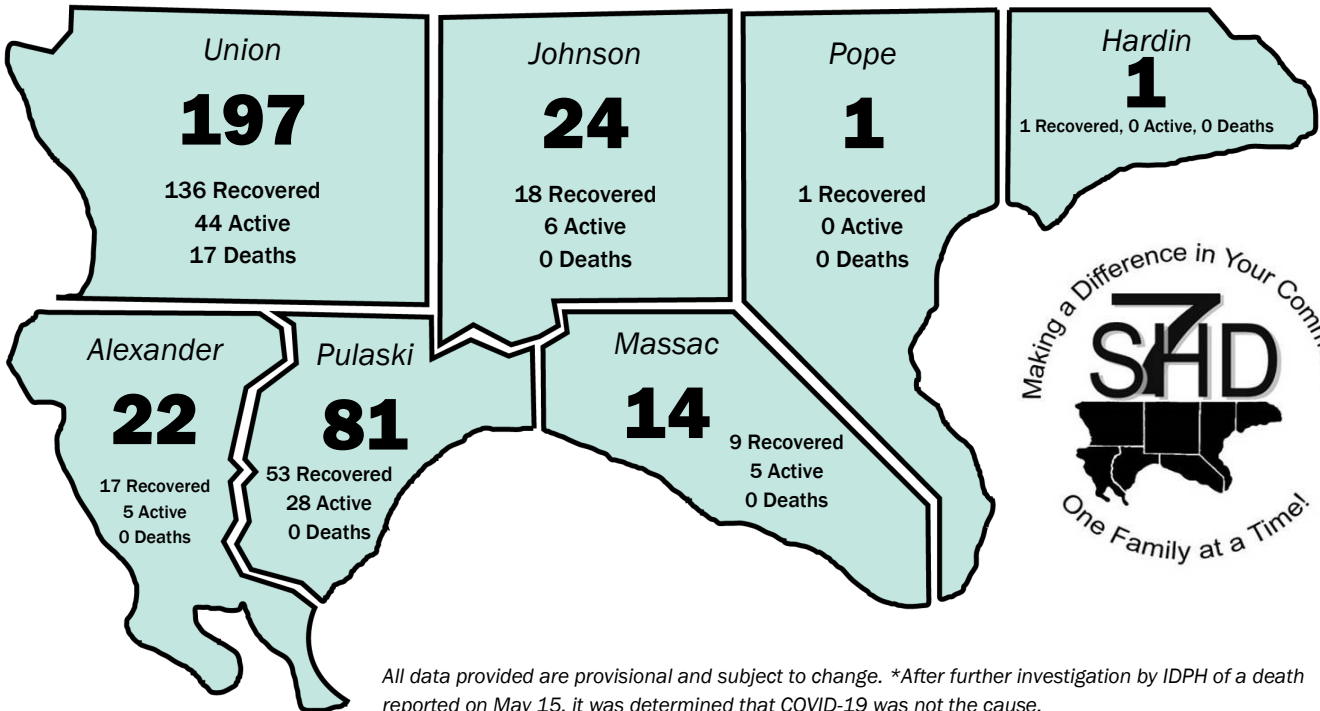 Union
197
136 Recovered
44 Active
17 Deaths
Johnson
24
18 Recovered
6 Active
0 Deaths
Pope
1
1 Recovered
0 Active
0 Deaths
Hardin
1
1 Recovered, 0 Active, 0 Deaths
Alexander
22
17 Recovered
5 Active
0 Deaths
Pulaski
81
53 Recovered
28 Active
0 Deaths
Massac
14
9 Recovered
5 Active
0 Deaths
Making a Difference in Your
S7HD
One Family at a Time!
All data provided are provisional and subject to change. *After further investigation by IDPH of a death
reported on May 15, it was determined that COVID-19 was not the cause.